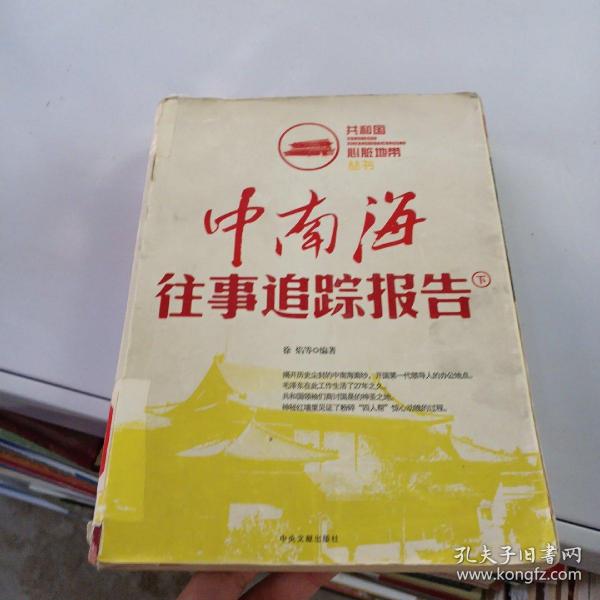 共和国
心脏地带
丛书
中南海
往事追踪报告 下
徐焰等◎编著
揭开历史尘封的中南海面纱，开国第一代领导人的办公地点。
毛泽东在此工作生活了27年之久。
共和国领袖们商讨国是的神圣之地。
神秘红墙里见证了粉碎“四人帮”惊心动魄的过程。
中央文献出版社
孔夫子旧书网
www.kongfz.com